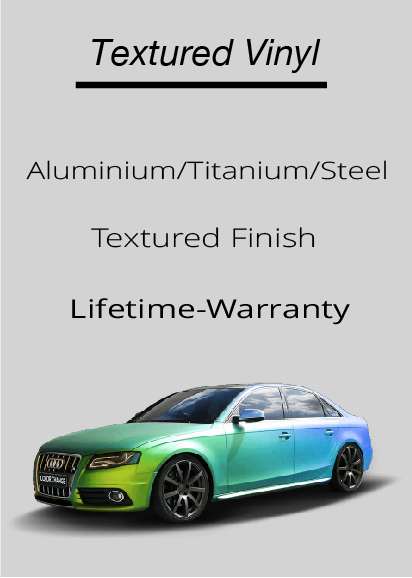 Textured Vinyl
Aluminium/Titanium/Steel
Textured Finish
Lifetime-Warranty